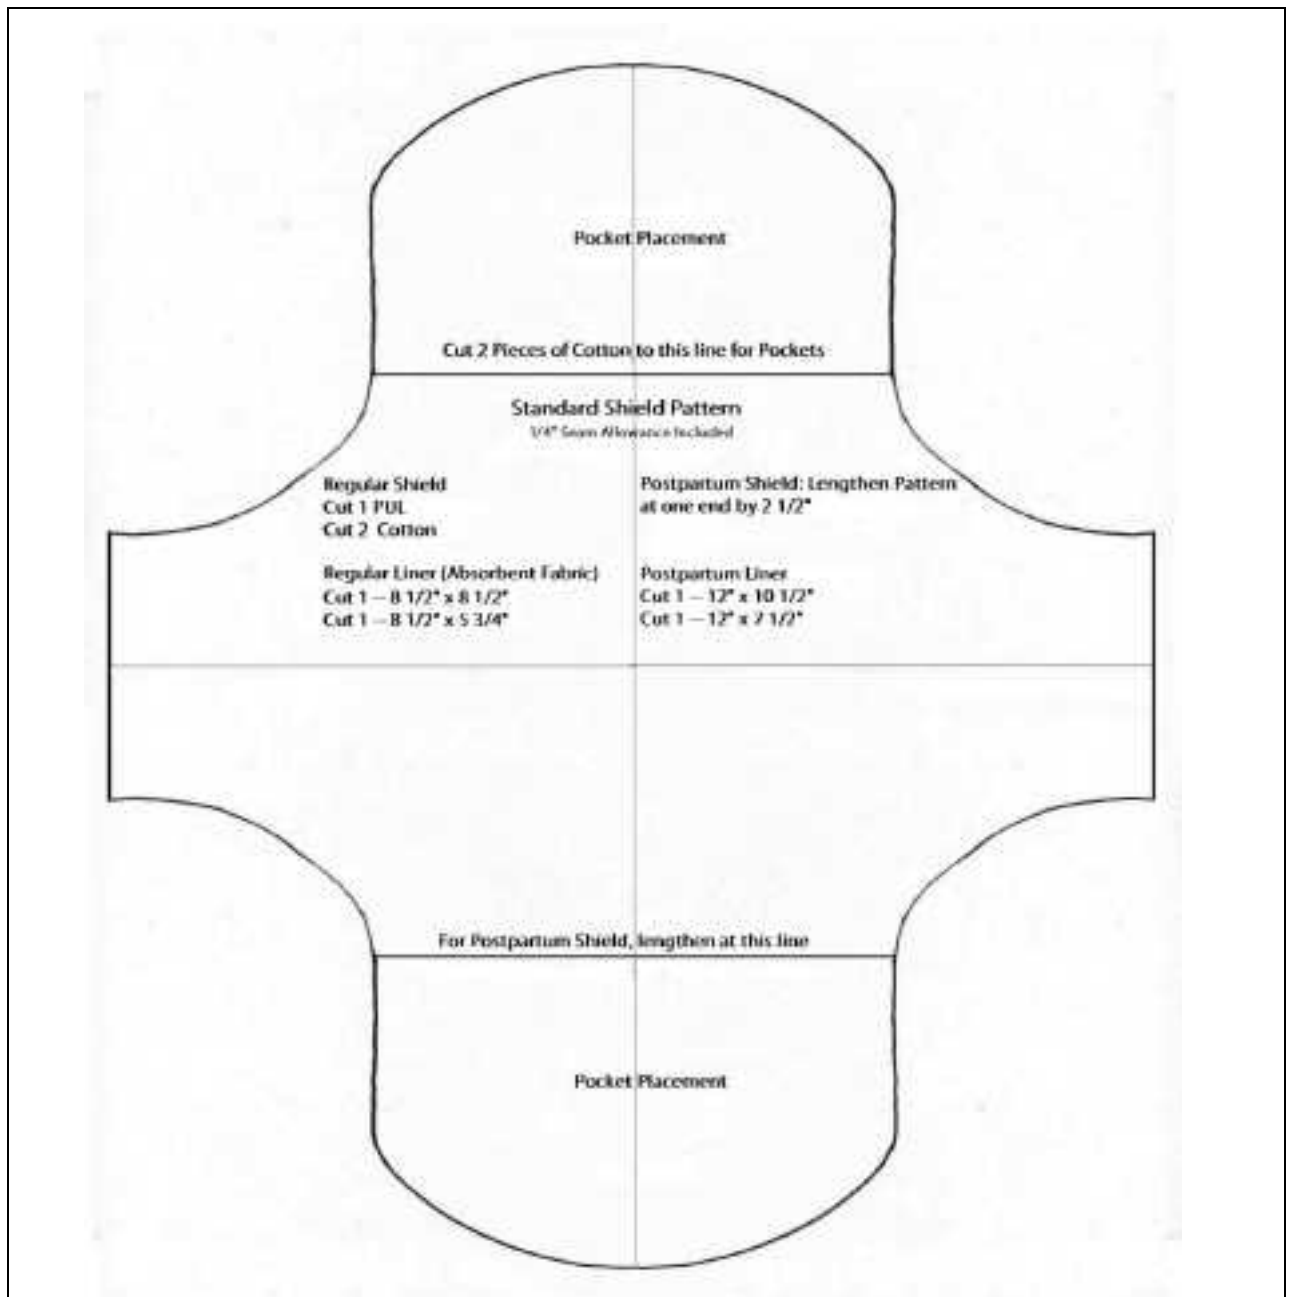 Pocket Placement
Cut 2 Pieces of Cotton to this line for Pockets
Standard Shield Pattern
1/4" Seam Allowance Included
Regular Shield
Cut 1 PUL
Cut 2 Cotton
Postpartum Shield: Lengthen Pattern
at one end by 2 1/2"
Regular Liner (Absorbent Fabric)
Cut 1 – 8 1/2" x 8 1/2"
Cut 1 – 8 1/2" x 5 3/4"
Postpartum Liner
Cut 1 – 12" x 10 1/2"
Cut 1 – 12" x 7 1/2"
For Postpartum Shield, lengthen at this line
Pocket Placement